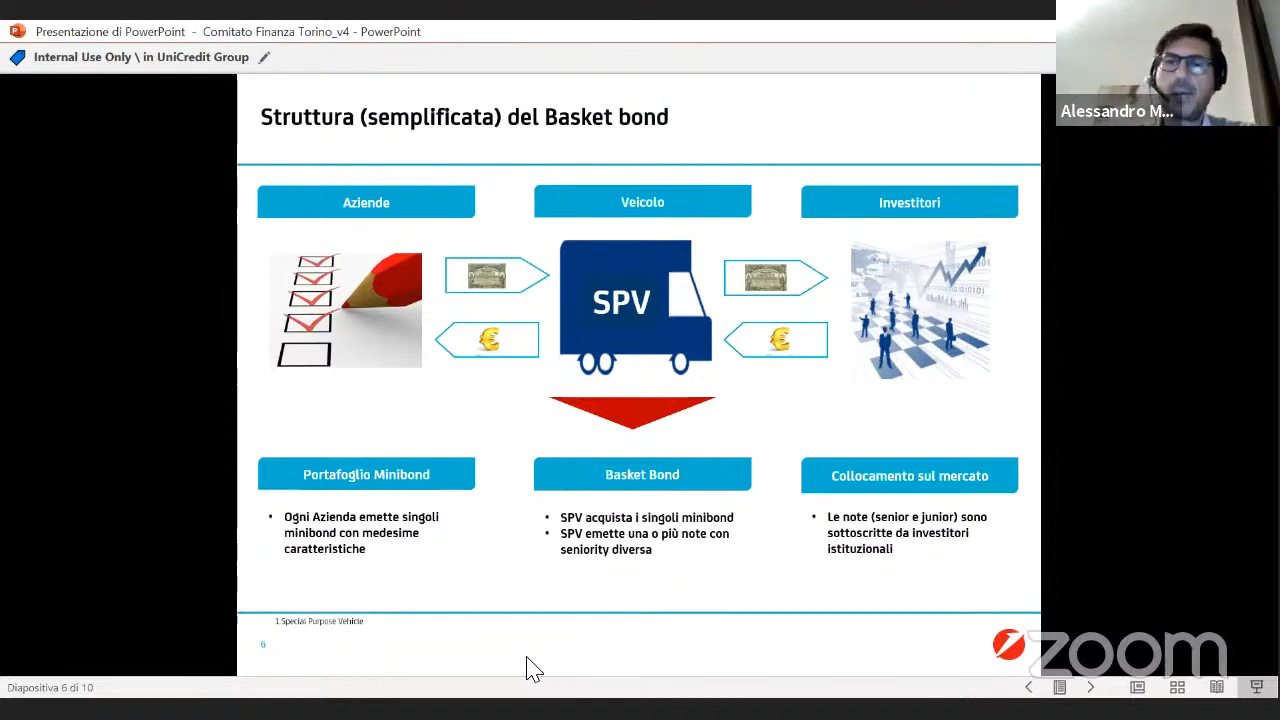 Presentazione di PowerPoint - Comitato Finanza Torino_v4 - PowerPoint
Internal Use Only \ in UniCredit Group
Alessandro M...
Struttura (semplificata) del Basket bond
Aziende
Veicolo
Investitori
SPV
€
€
Portafoglio Minibond
Basket Bond
Collocamento sul mercato
• Ogni Azienda emette singoli
minibond con medesime
caratteristiche
• SPV acquista i singoli minibond
• SPV emette una o più note con
seniority diversa
• Le note (senior e junior) sono
sottoscritte da investitori
istituzionali
1.Special Purpose Vehicle
6
zoom
Diapositiva 6 di 10